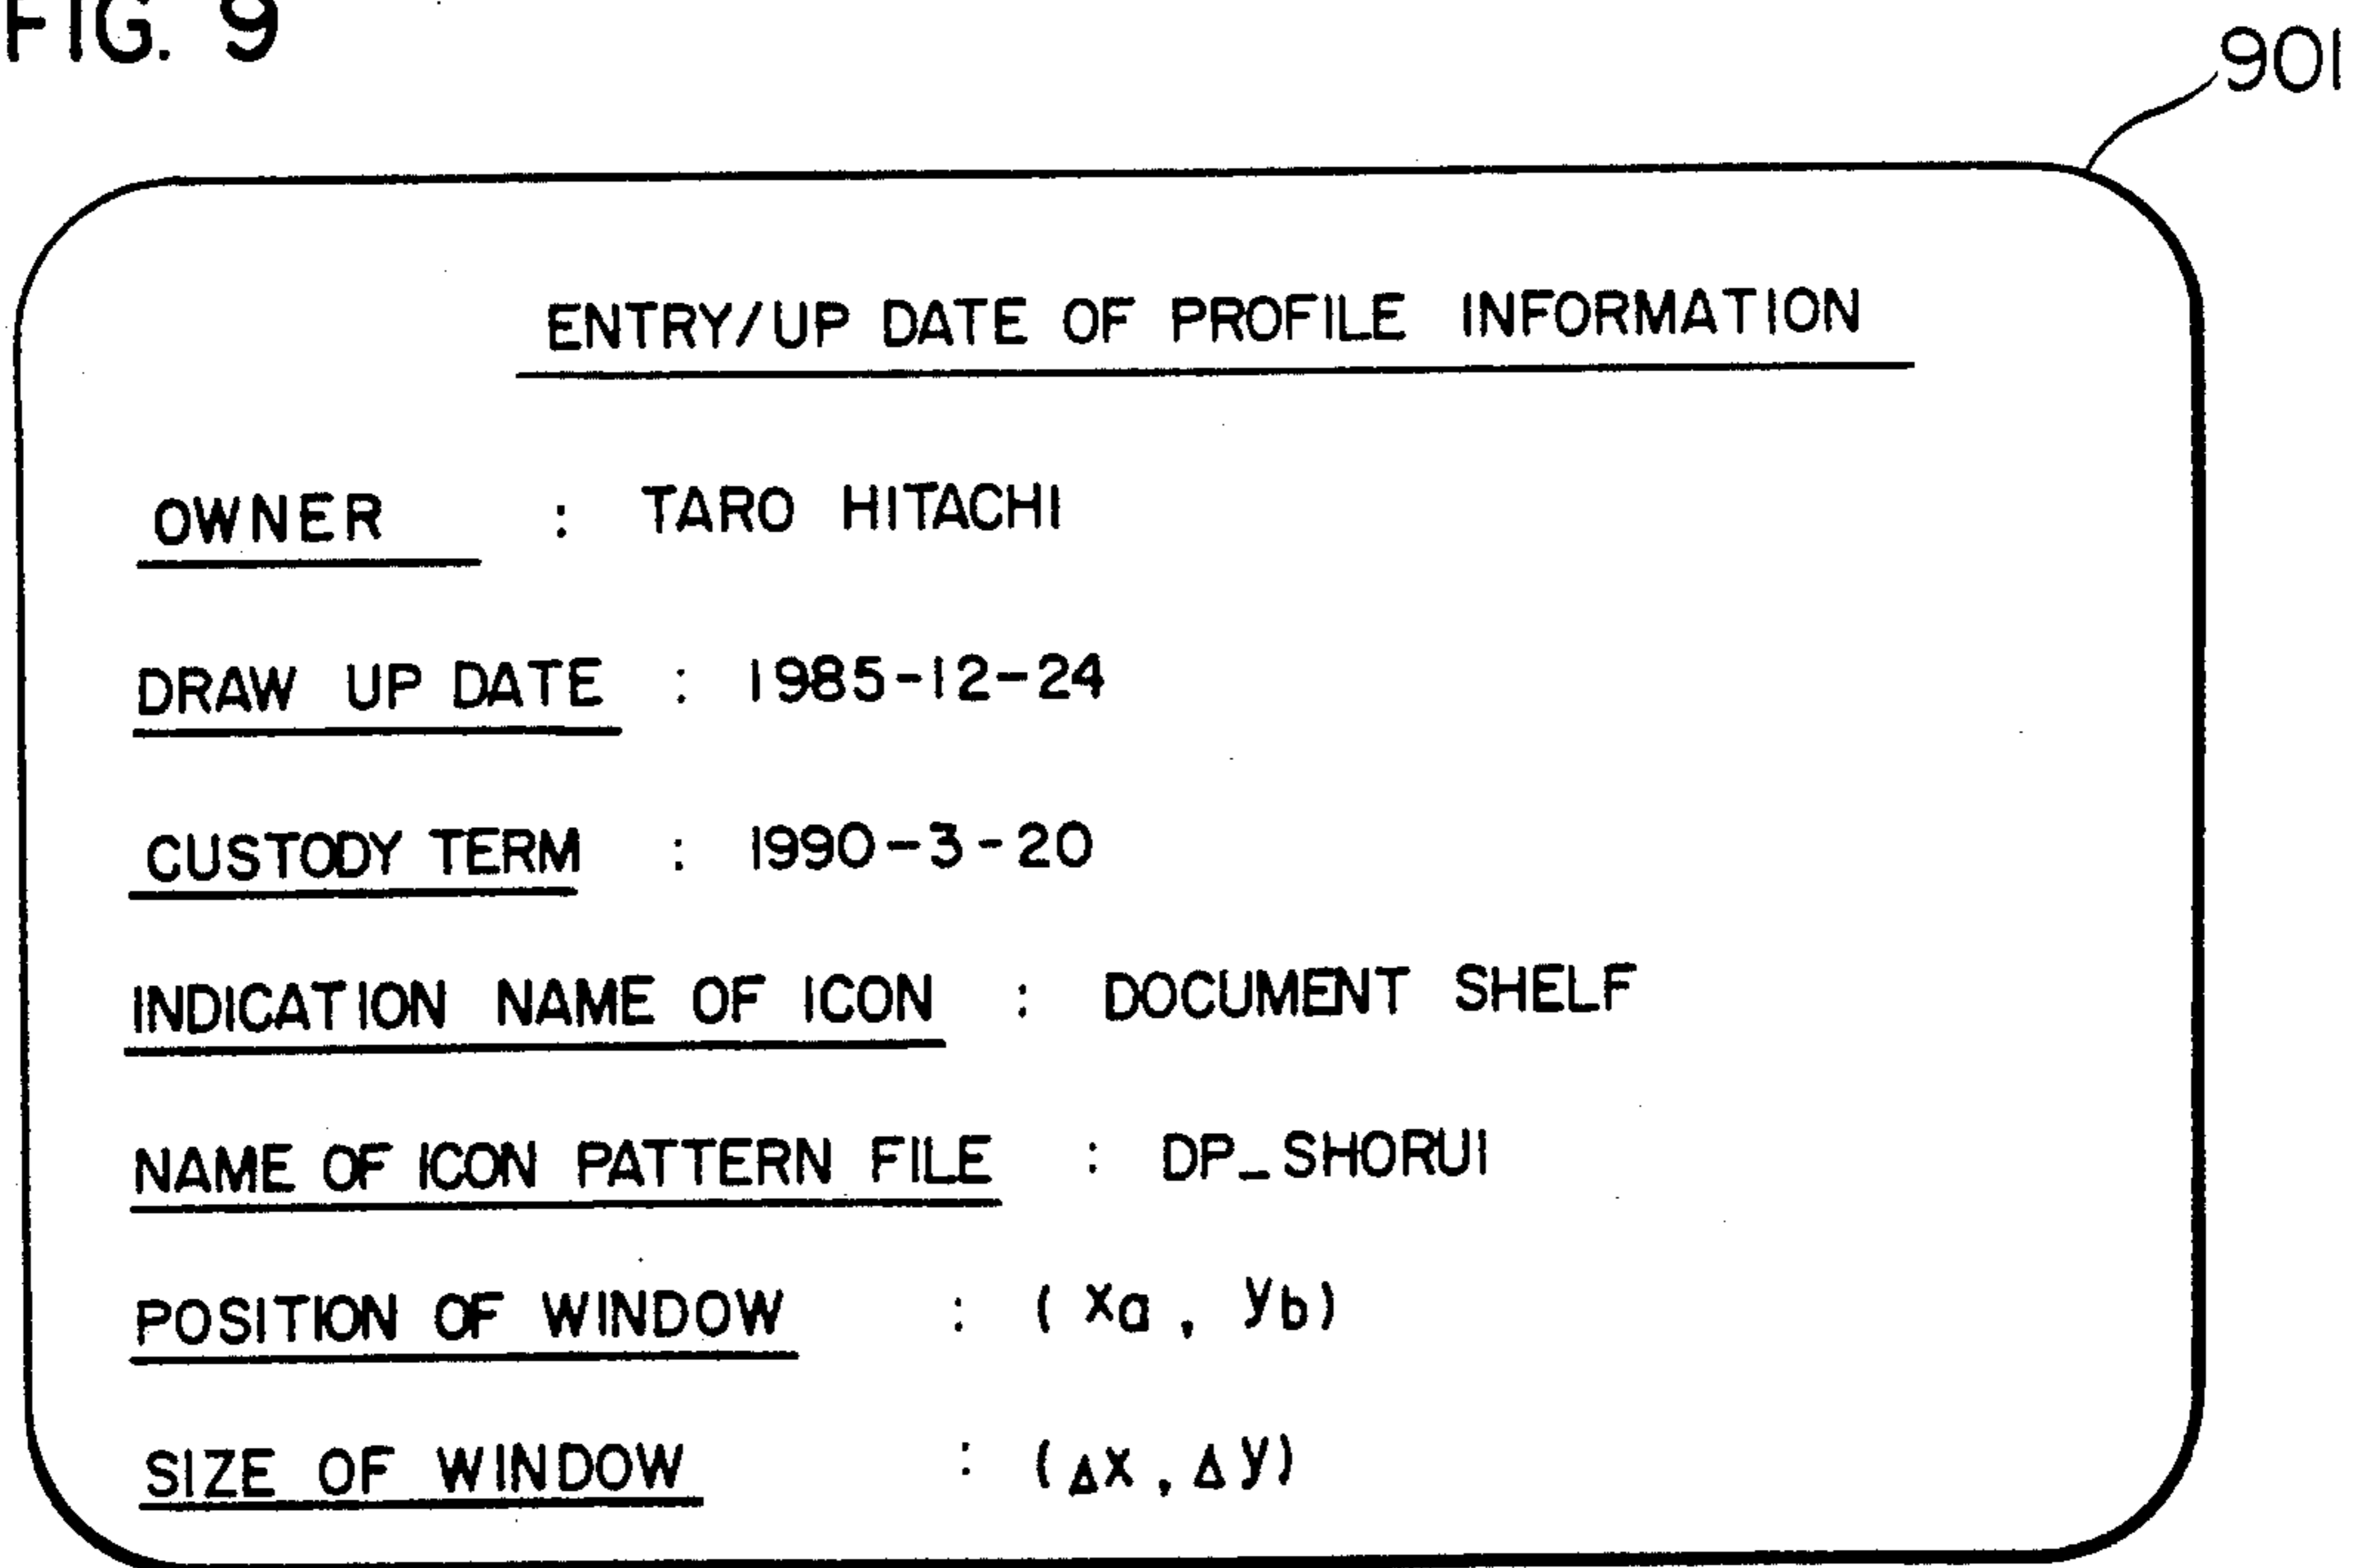 FIG. 9
901
ENTRY/UP DATE OF PROFILE INFORMATION
OWNER : TARO HITACHI
DRAW UP DATE : 1985-12-24
CUSTODY TERM : 1990-3-20
INDICATION NAME OF ICON : DOCUMENT SHELF
NAME OF ICON PATTERN FILE : DP_SHORUI
POSITION OF WINDOW : (xa, yb)
SIZE OF WINDOW : (Δx, Δy)